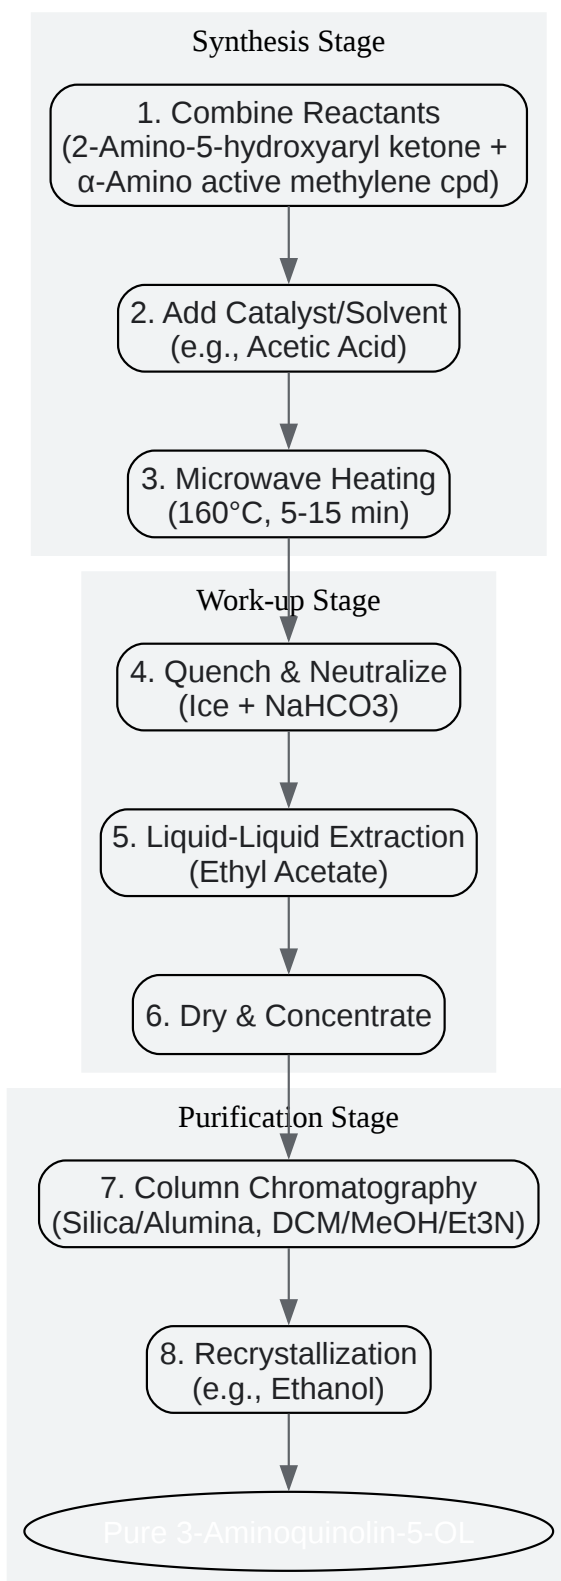 Synthesis Stage
1. Combine Reactants
(2-Amino-5-hydroxyaryl ketone +
α-Amino active methylene cpd)
2. Add Catalyst/Solvent
(e.g., Acetic Acid)
3. Microwave Heating
(160°C, 5-15 min)
Work-up Stage
4. Quench & Neutralize
(Ice + NaHCO3)
5. Liquid-Liquid Extraction
(Ethyl Acetate)
6. Dry & Concentrate
Purification Stage
7. Column Chromatography
(Silica/Alumina, DCM/MeOH/Et3N)
8. Recrystallization
(e.g., Ethanol)
Pure 3-Aminoquinolin-5-OL